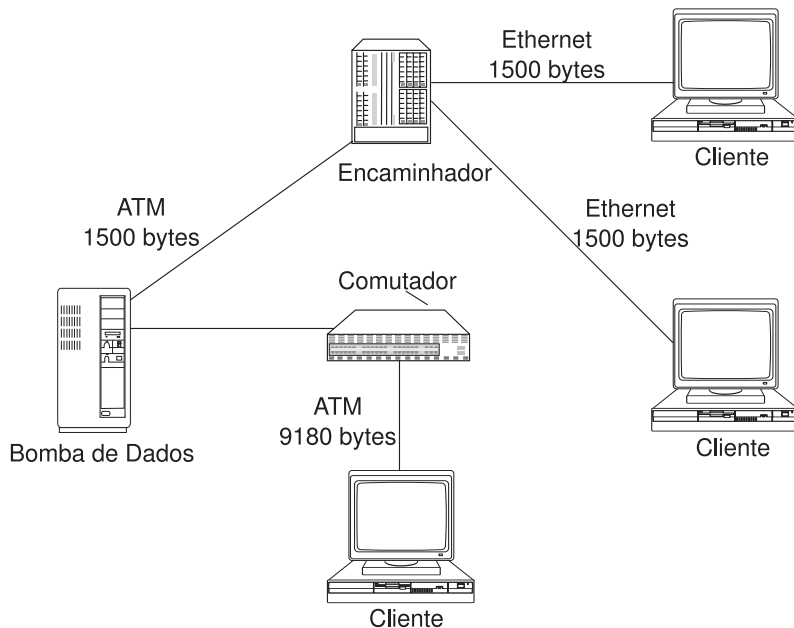 Ethernet
1500 bytes
Cliente
Encaminhador
ATM
1500 bytes
Ethernet
1500 bytes
Comutador
ATM
9180 bytes
Bomba de Dados
Cliente
Cliente